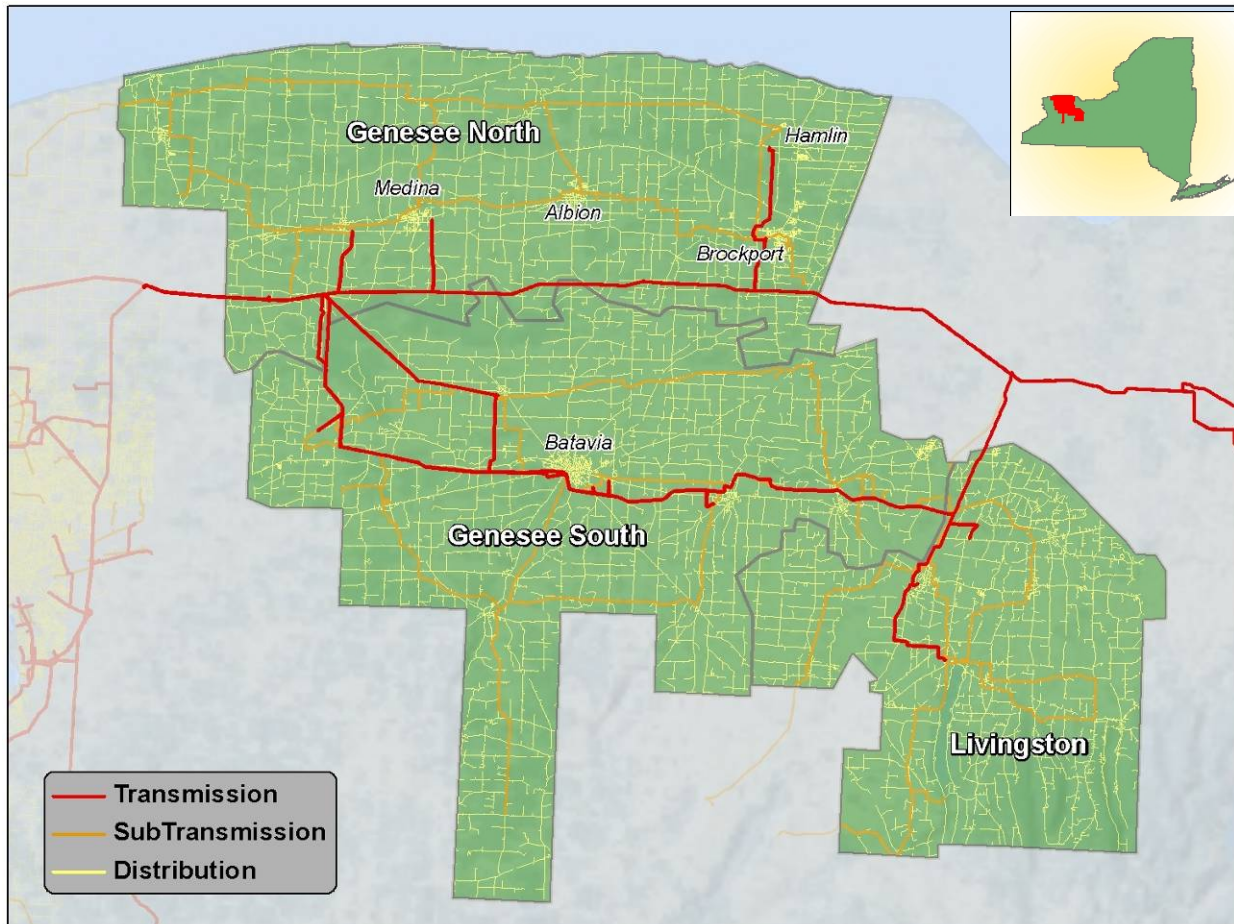 Genesee North
Hamlin
Medina
Albion
Brockport
Batavia
Genesee South
Livingston
Transmission
SubTransmission
Distribution